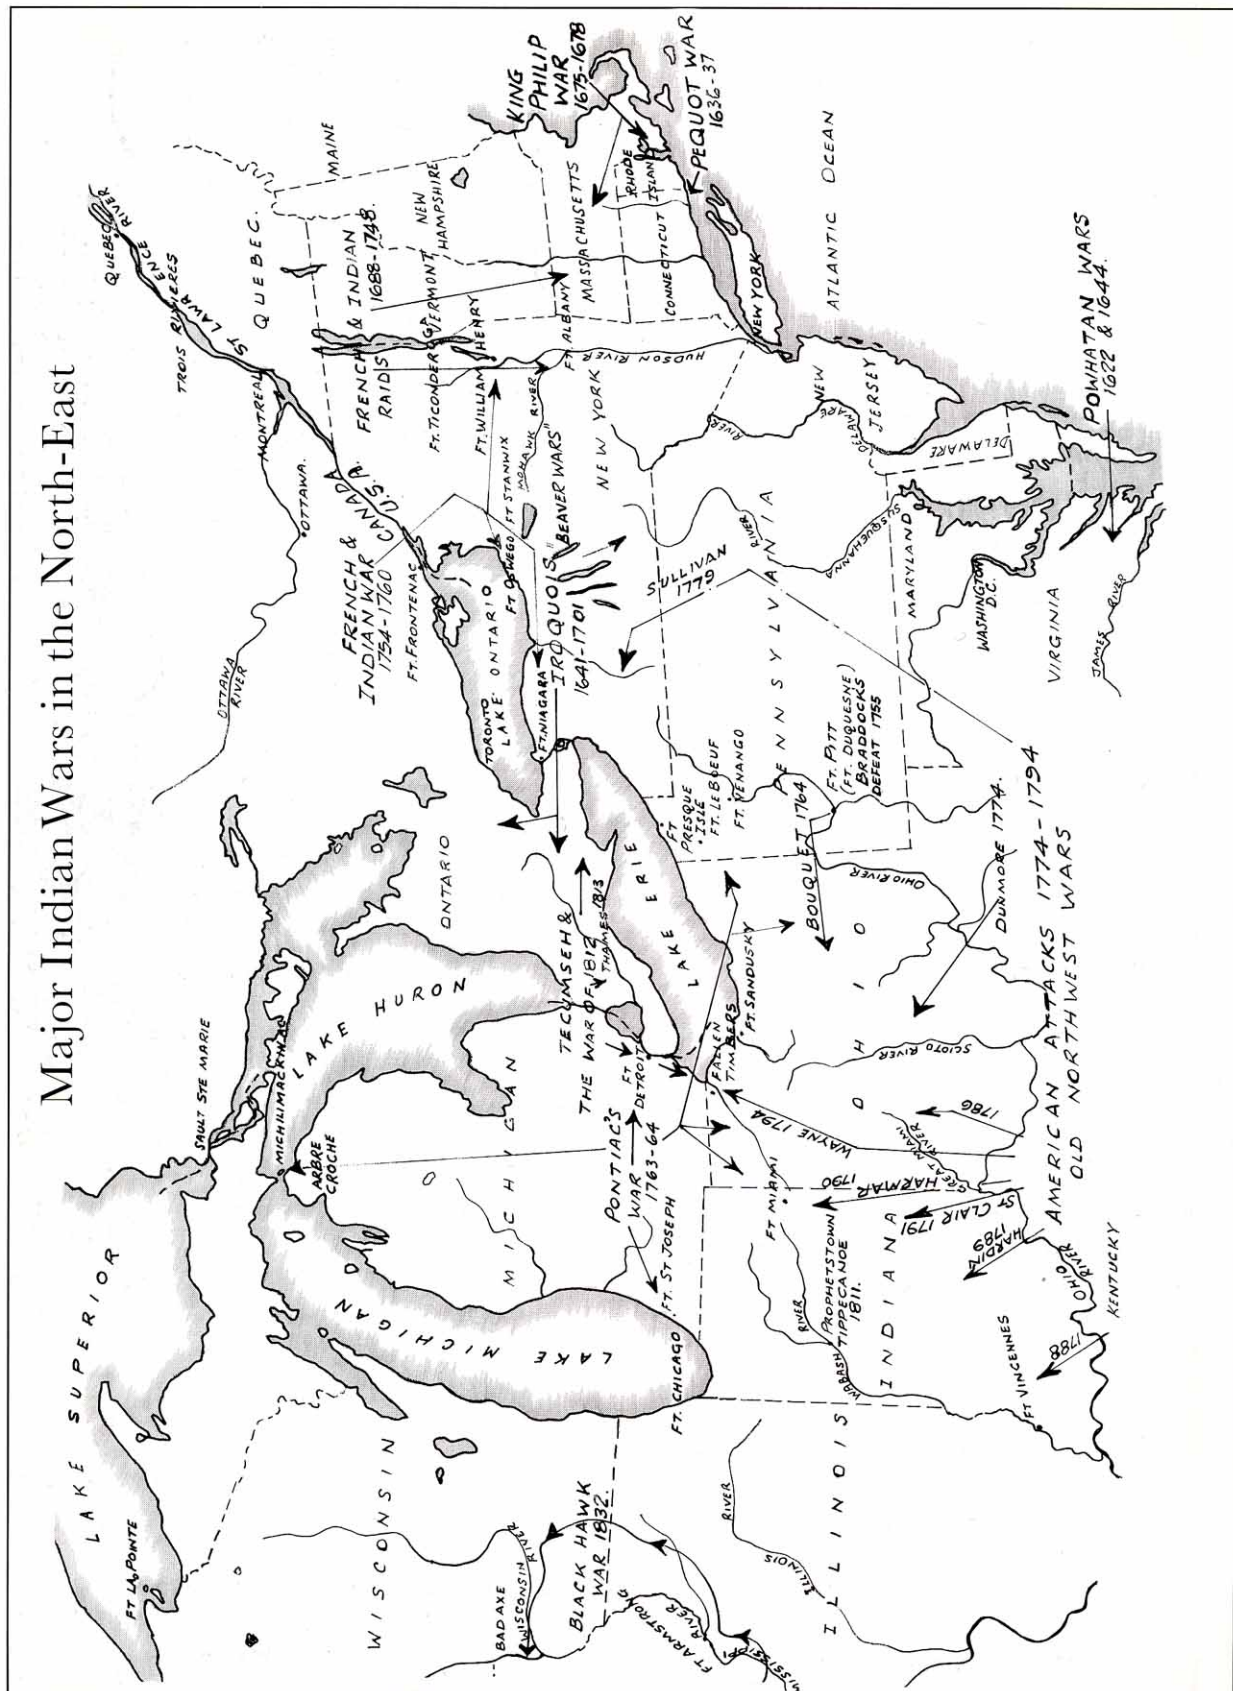 Major Indian Wars in the North-East
LAKE SUPERIOR
FT LA POINTE
SAULT STE MARIE
MICHILIMACKINAC
ARBRE
CROCHE
LAKE HURON
ONTARIO
OTTAWA
RIVER
OTTAWA.
MONTREAL
TROIS RIVIERES
QUEBEC
ST LAWRENCE RIVER
QUEBEC.
MAINE
CANADA
U.S.A.
FRENCH &
INDIAN WAR
1754-1760
FT. FRONTENAC
FRENCH & INDIAN
RAIDS 1688-1748.
FT. TICONDEROGA
VERMONT
NEW
HAMPSHIRE
FT. WILLIAM HENRY
KING
PHILIP
WAR
1675-1678
MASSACHUSETTS
RHODE
ISLAND
CONNECTICUT
PEQUOT WAR
1636-37
FT. ALBANY
HUDSON RIVER
MOHAWK RIVER
FT STANWIX
FT OSWEGO
LAKE ONTARIO
TORONTO
FT. NIAGARA
IROQUOIS "BEAVER WARS"
1641-1701
NEW YORK
NEW YORK
ATLANTIC OCEAN
NEW
JERSEY
DELAWARE
RIVER
DELAWARE
SULLIVAN
1779
SUSQUEHANNA
RIVER
PENNSYLVANIA
MARYLAND
WASHINGTON
D.C.
VIRGINIA
JAMES RIVER
POWHATAN WARS
1622 & 1644.
WISCONSIN
LAKE MICHIGAN
MICHIGAN
MICHIGAN
TECUMSEH &
THE WAR OF 1812
THAMES 1813
LAKE ERIE
FT
PRESQUE
ISLE
FT. LE BOEUF
FT. VENANGO
FT. PITT
(FT. DUQUESNE)
BRADDOCKS
DEFEAT 1755
BOUQUET 1764
OHIO RIVER
DUNMORE 1774.
FT
DETROIT
PONTIAC'S
WAR
1763-64
FALLEN
TIMBERS
FT. SANDUSKY
OHIO
SCIOTO RIVER
WAYNE 1794
1786
GREAT MIAMI
RIVER
HARMAR
1790
ST CLAIR 1791
HARDIN
1789
AMERICAN ATTACKS 1774-1794
OLD NORTHWEST WARS
FT. ST JOSEPH
FT. CHICAGO
FT MIAMI
RIVER
WABASH
PROPHETSTOWN
TIPPECANOE
1811.
INDIANA
OHIO RIVER
KENTUCKY
1788
FT VINCENNES
BAD AXE
WISCONSIN
RIVER
BLACK HAWK
WAR 1832.
FT ARMSTRONG
RIVER
MISSISSIPPI
ILLINOIS
RIVER
ILLINOIS